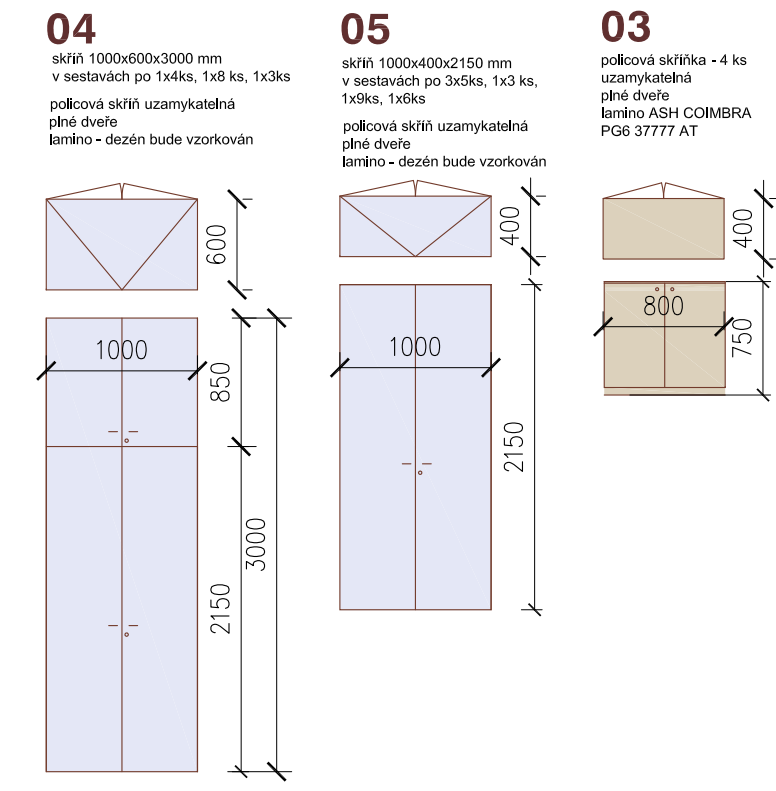 04
skříň 1000x600x3000 mm
v sestavách po 1x4ks, 1x8 ks, 1x3ks
policová skříň uzamykatelná
plné dveře
lamino - dezén bude vzorkován
600
1000
850
2150
3000
05
skříň 1000x400x2150 mm
v sestavách po 3x5ks, 1x3 ks,
1x9ks, 1x6ks
policová skříň uzamykatelná
plné dveře
lamino - dezén bude vzorkován
400
1000
2150
03
policová skříňka - 4 ks
uzamykatelná
plné dveře
lamino ASH COIMBRA
PG6 37777 AT
400
800
750